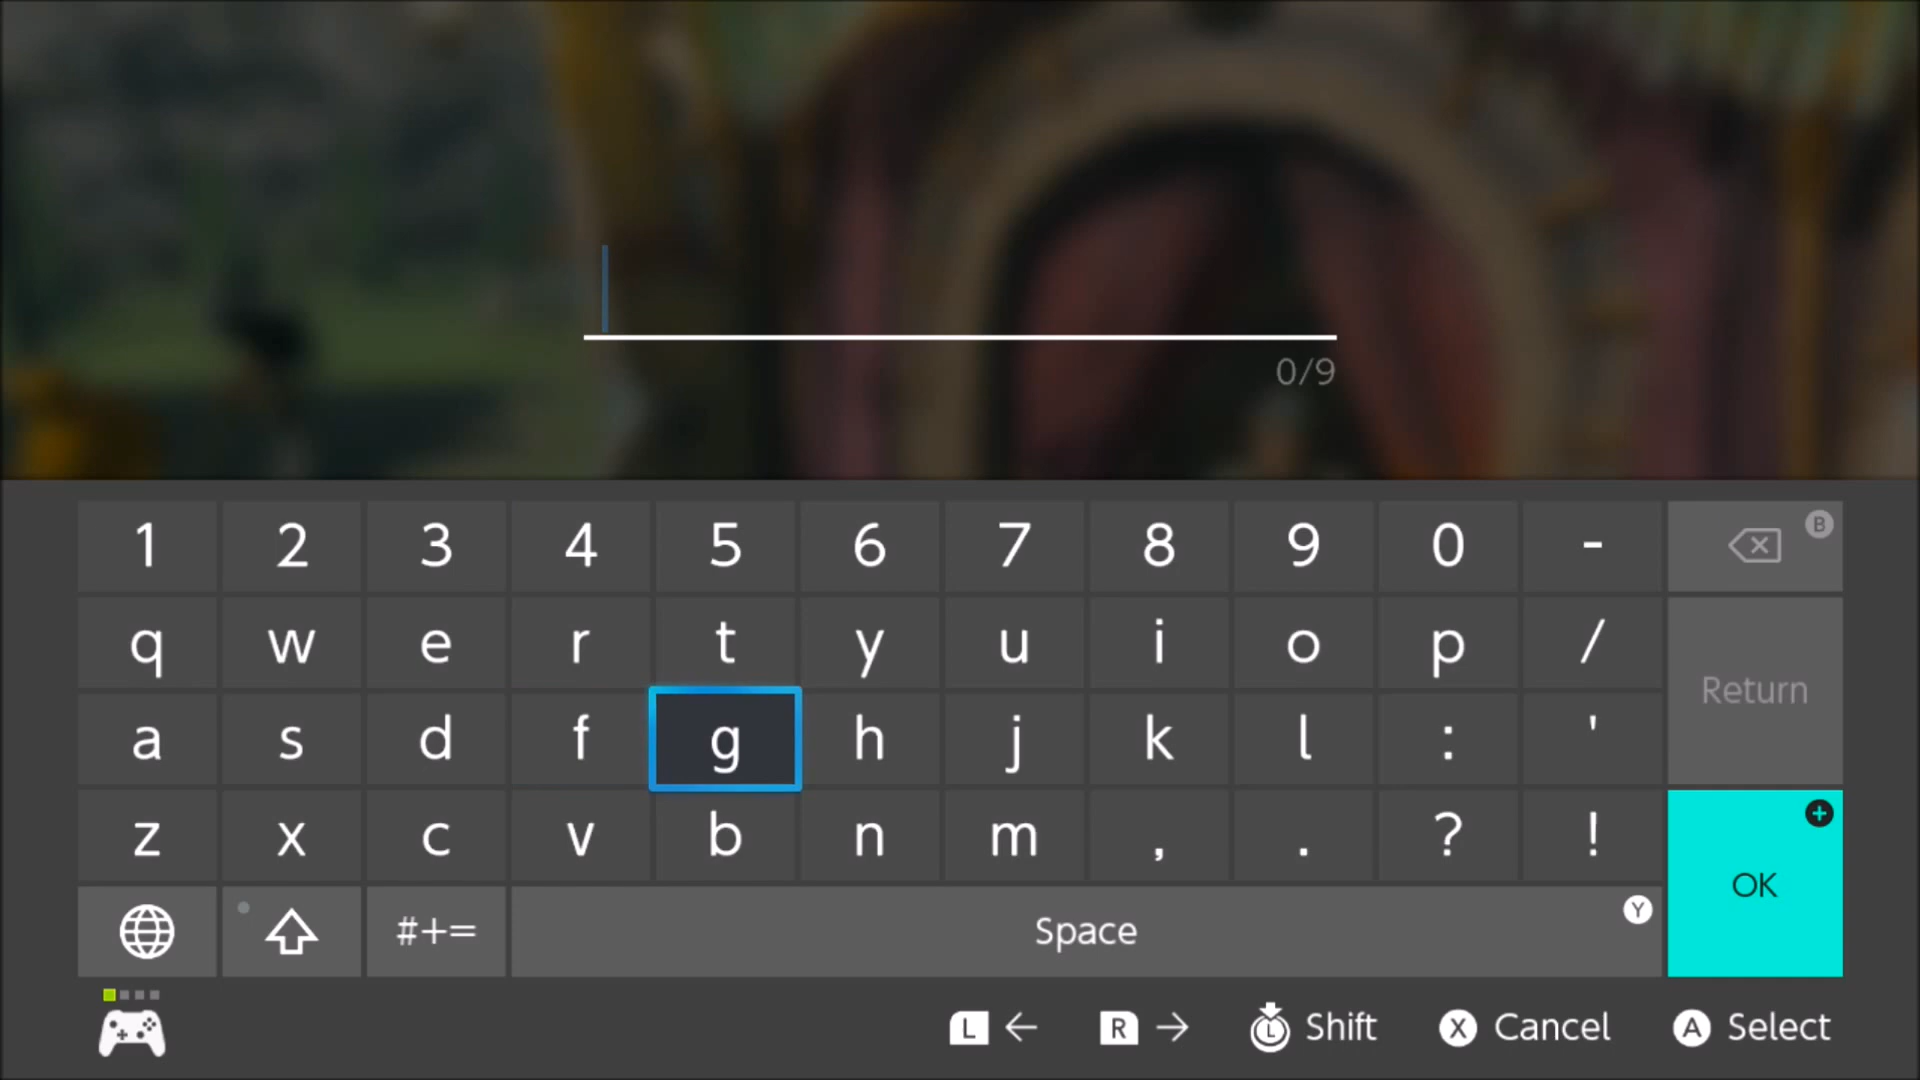 0/9
1 2 3 4 5 6 7 8 9 0 - B
q w e r t y u i o p /
Return
a s d f g h j k l : '
z x c v b n m , . ? ! +
OK
#+= Space Y
L ← R → L Shift X Cancel A Select